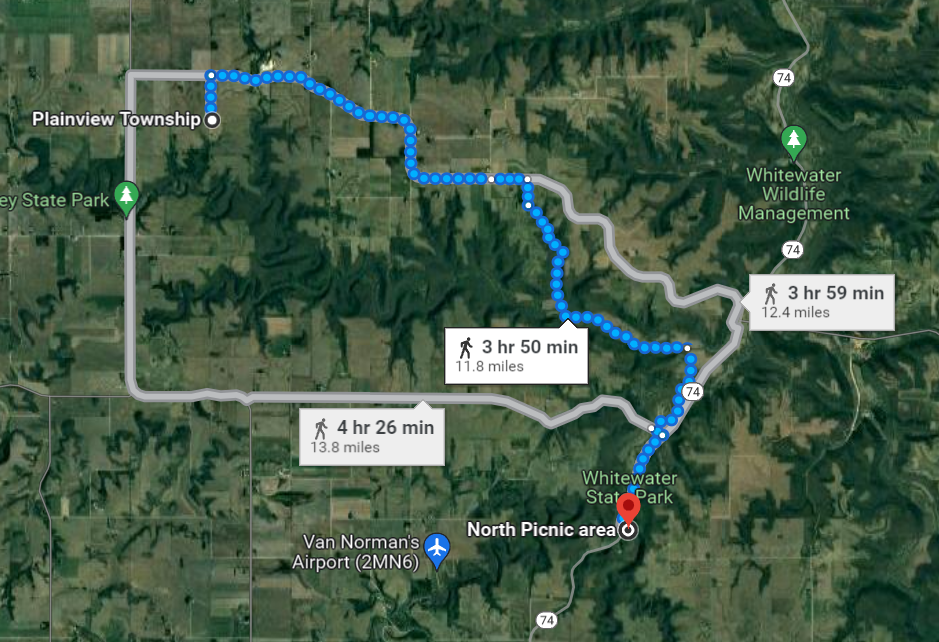 74
Plainview Township
Whitewater
Wildlife
Management
ey State Park
74
3 hr 59 min
12.4 miles
3 hr 50 min
11.8 miles
74
4 hr 26 min
13.8 miles
Whitewater
State Park
North Picnic area
Van Norman's
Airport (2MN6)
74